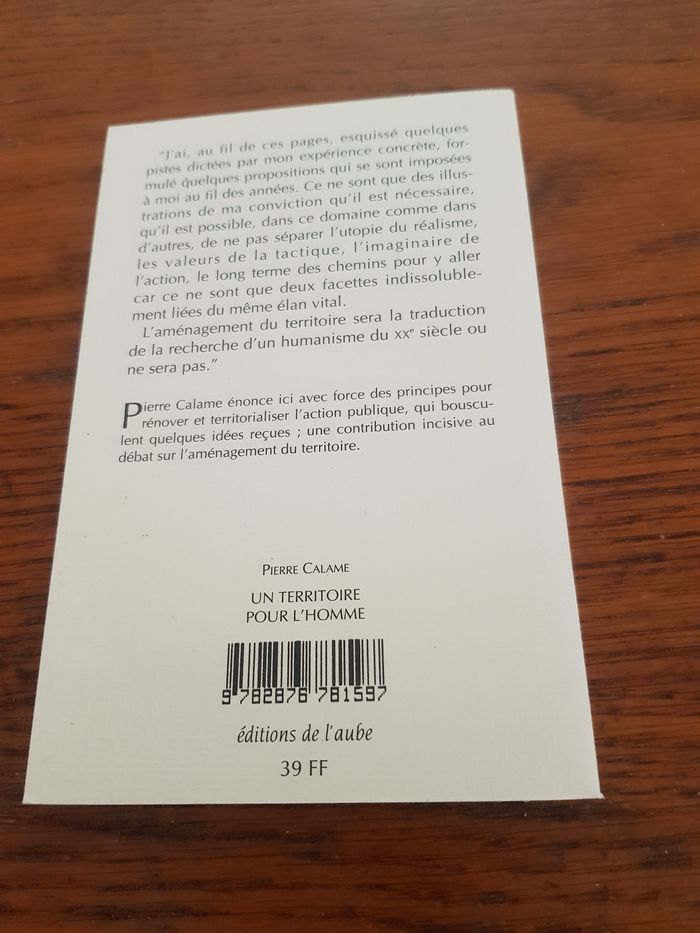 "J'ai, au fil de ces pages, esquissé quelques
pistes dictées par mon expérience concrète, for-
mulé quelques propositions qui se sont imposées
à moi au fil des années. Ce ne sont que des illus-
trations de ma conviction qu'il est nécessaire,
qu'il est possible, dans ce domaine comme dans
d'autres, de ne pas séparer l'utopie du réalisme,
les valeurs de la tactique, l'imaginaire de
l'action, le long terme des chemins pour y aller
car ce ne sont que deux facettes indissoluble-
ment liées du même élan vital.
L'aménagement du territoire sera la traduction
de la recherche d'un humanisme du XXe siècle ou
ne sera pas."
Pierre Calame énonce ici avec force des principes pour
rénover et territorialiser l'action publique, qui bouscu-
lent quelques idées reçues ; une contribution incisive au
débat sur l'aménagement du territoire.
PIERRE CALAME
UN TERRITOIRE
POUR L'HOMME
9 782876 781597
éditions de l'aube
39 FF